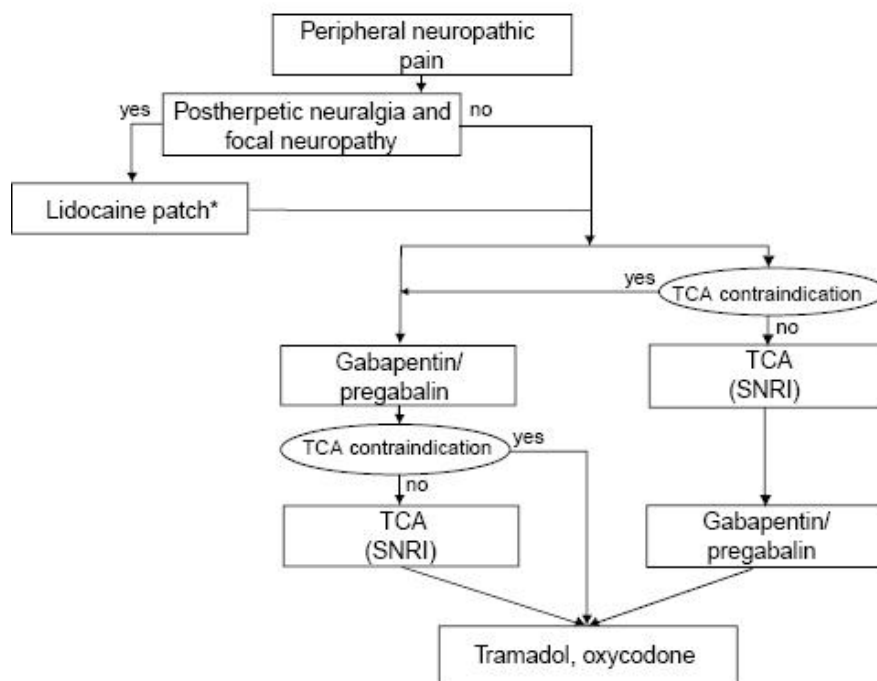 Peripheral neuropathic
pain
yes
Postherpetic neuralgia and
focal neuropathy
no
Lidocaine patch*
yes
TCA contraindication
no
Gabapentin/
pregabalin
TCA
(SNRI)
TCA contraindication
yes
no
TCA
(SNRI)
Gabapentin/
pregabalin
Tramadol, oxycodone